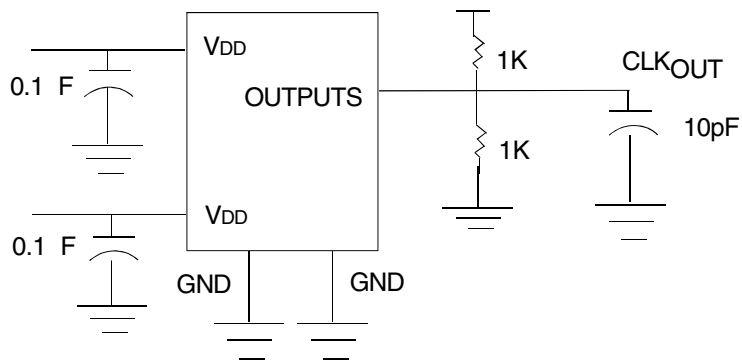 VDD
0.1 F
OUTPUTS
1K
CLKOUT
10pF
1K
VDD
0.1 F
GND
GND